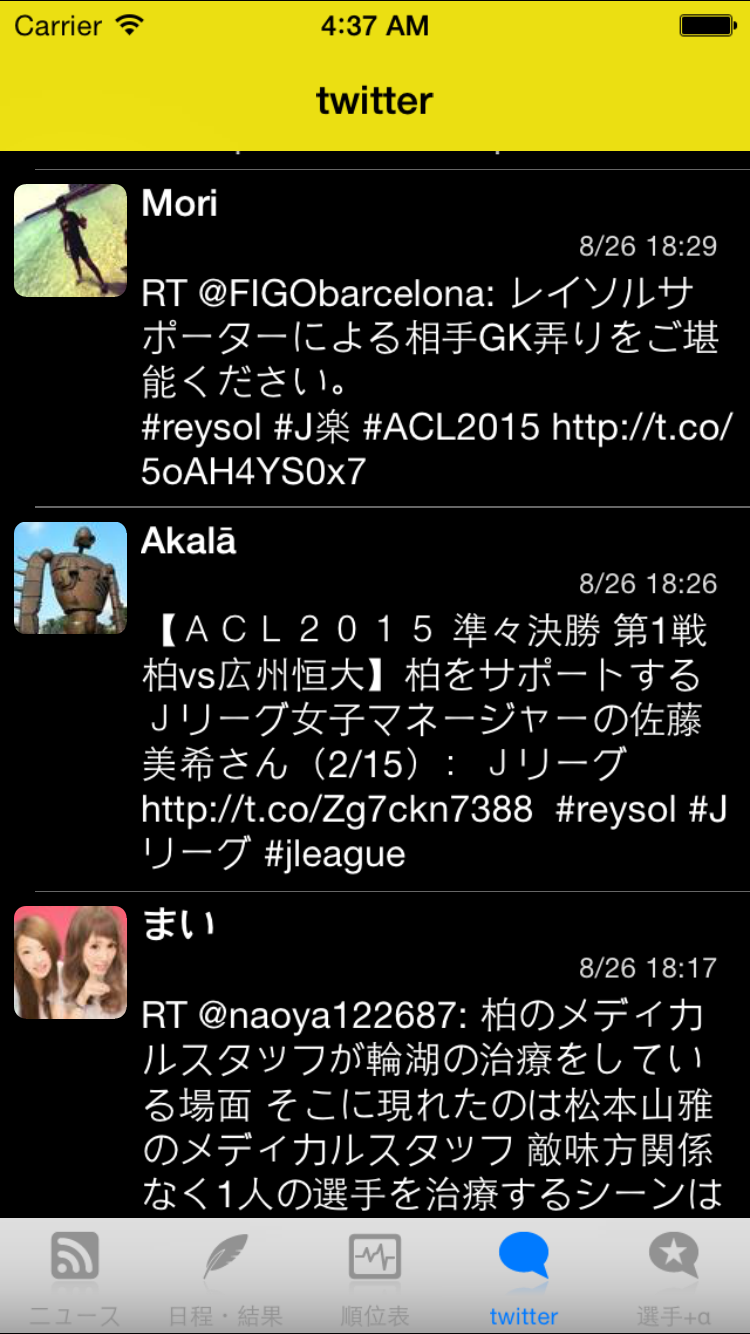 Carrier 4:37 AM
twitter
Mori
8/26 18:29
RT @FIGObarcelona: レイソルサ
ポーターによる相手GK弄りをご堪
能ください。
#reysol #J楽 #ACL2015 http://t.co/
5oAH4YS0x7
Akalā
8/26 18:26
【ＡＣＬ２０１５ 準々決勝 第1戦
柏vs広州恒大】柏をサポートする
Ｊリーグ女子マネージャーの佐藤
美希さん（2/15）： Ｊリーグ
http://t.co/Zg7ckn7388 #reysol #J
リーグ #jleague
まい
8/26 18:17
RT @naoya122687: 柏のメディカ
ルスタッフが輪湖の治療をしてい
る場面 そこに現れたのは松本山雅
のメディカルスタッフ 敵味方関係
なく1人の選手を治療するシーンは
ニュース 日程・結果 順位表 twitter 選手+α